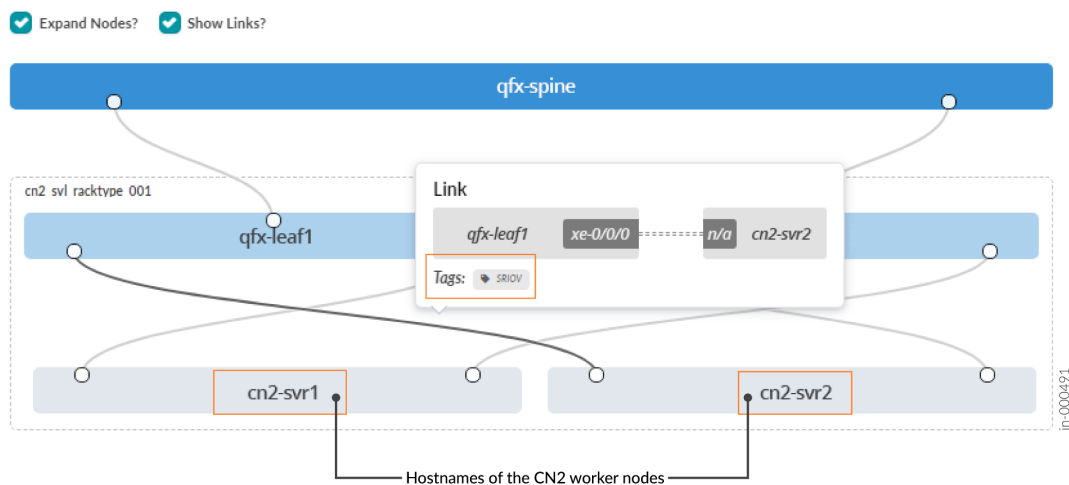 Expand Nodes? Show Links?
qfx-spine
cn2 svl racktype 001
Link
qfx-leaf1
qfx-leaf1 xe-0/0/0 n/a cn2-svr2
Tags: SRIOV
cn2-svr1 cn2-svr2
Hostnames of the CN2 worker nodes
in-000491